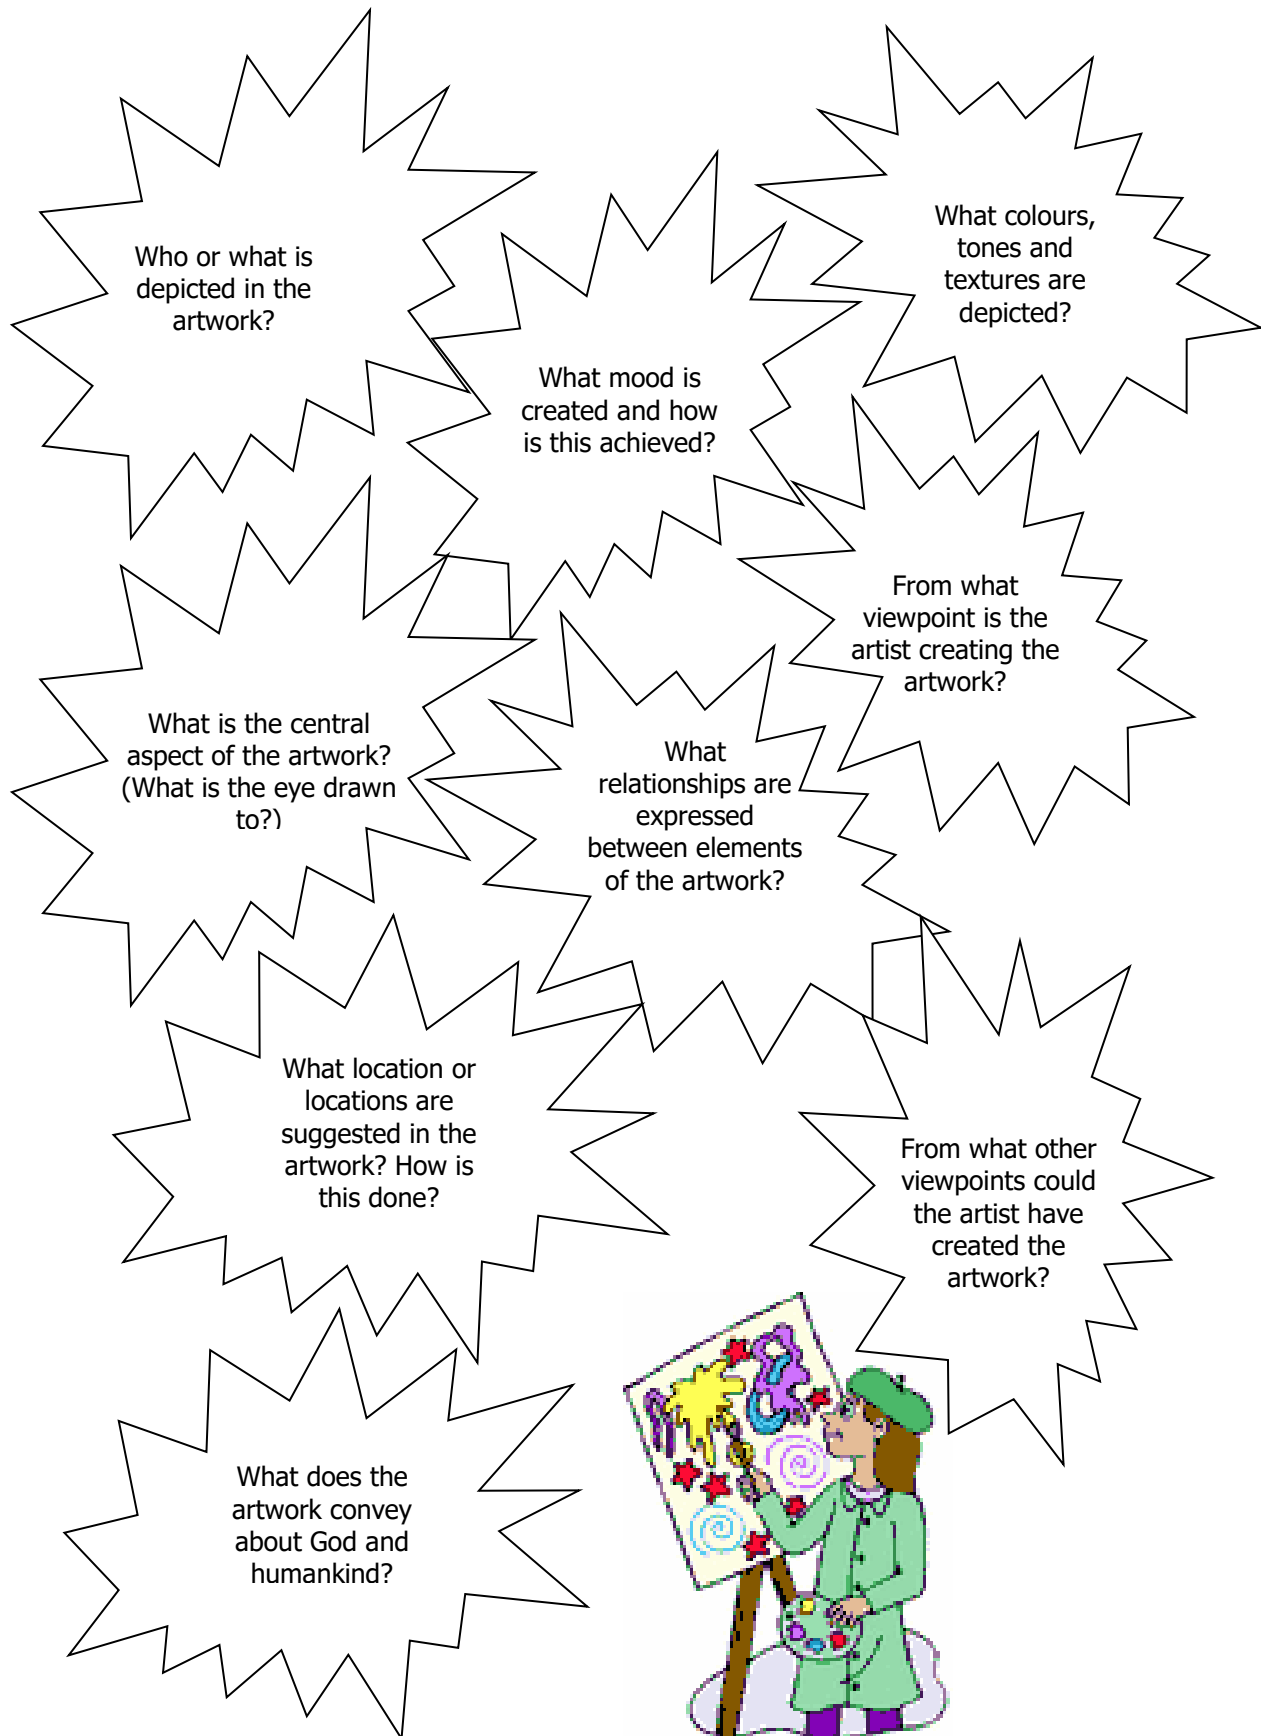 Who or what is
depicted in the
artwork?
What colours,
tones and
textures are
depicted?
What mood is
created and how
is this achieved?
From what
viewpoint is the
artist creating the
artwork?
What is the central
aspect of the artwork?
(What is the eye drawn
to?)
What
relationships are
expressed
between elements
of the artwork?
What location or
locations are
suggested in the
artwork? How is
this done?
From what other
viewpoints could
the artist have
created the
artwork?
What does the
artwork convey
about God and
humankind?